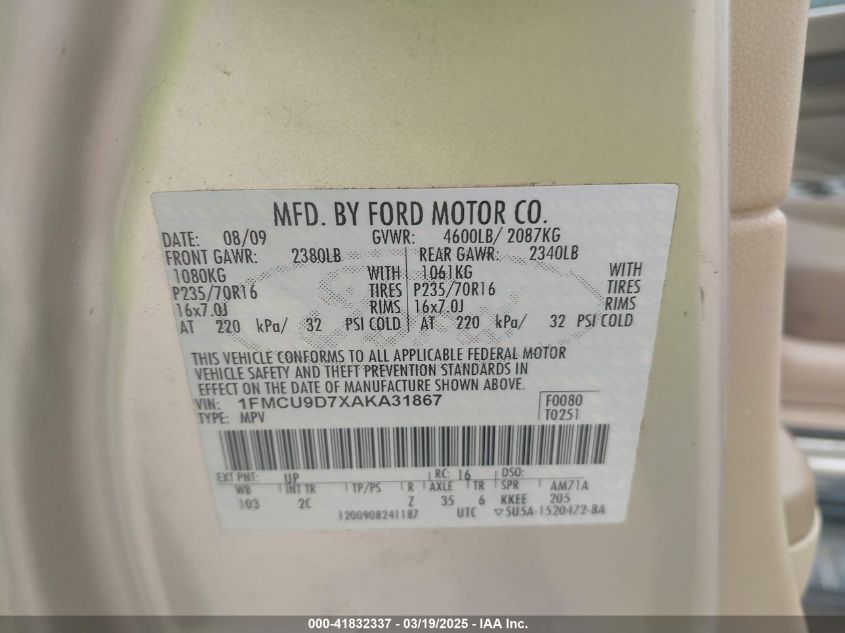 MFD. BY FORD MOTOR CO.
DATE: 08/09 GVWR: 4600LB/ 2087KG
FRONT GAWR: 2380LB REAR GAWR: 2340LB
1080KG WITH 1061KG WITH
P235/70R16 TIRES P235/70R16 TIRES
16x7.0J RIMS 16x7.0J RIMS
AT 220 kPa/ 32 PSI COLD AT 220 kPa/ 32 PSI COLD
THIS VEHICLE CONFORMS TO ALL APPLICABLE FEDERAL MOTOR
VEHICLE SAFETY AND THEFT PREVENTION STANDARDS IN
EFFECT ON THE DATE OF MANUFACTURE SHOWN ABOVE.
VIN: 1FMCU9D7XAKA31867 F0080
TYPE: MPV T0251
EXT PNT: UP RC: 16 DSO:
WB INT TR TP/PS R AXLE TR SPR AM71A
103 2C Z 35 6 KKEE 205
1200908241187 UTC ▽5U5A-1520472-BA
000-41832337 - 03/19/2025 - IAA Inc.